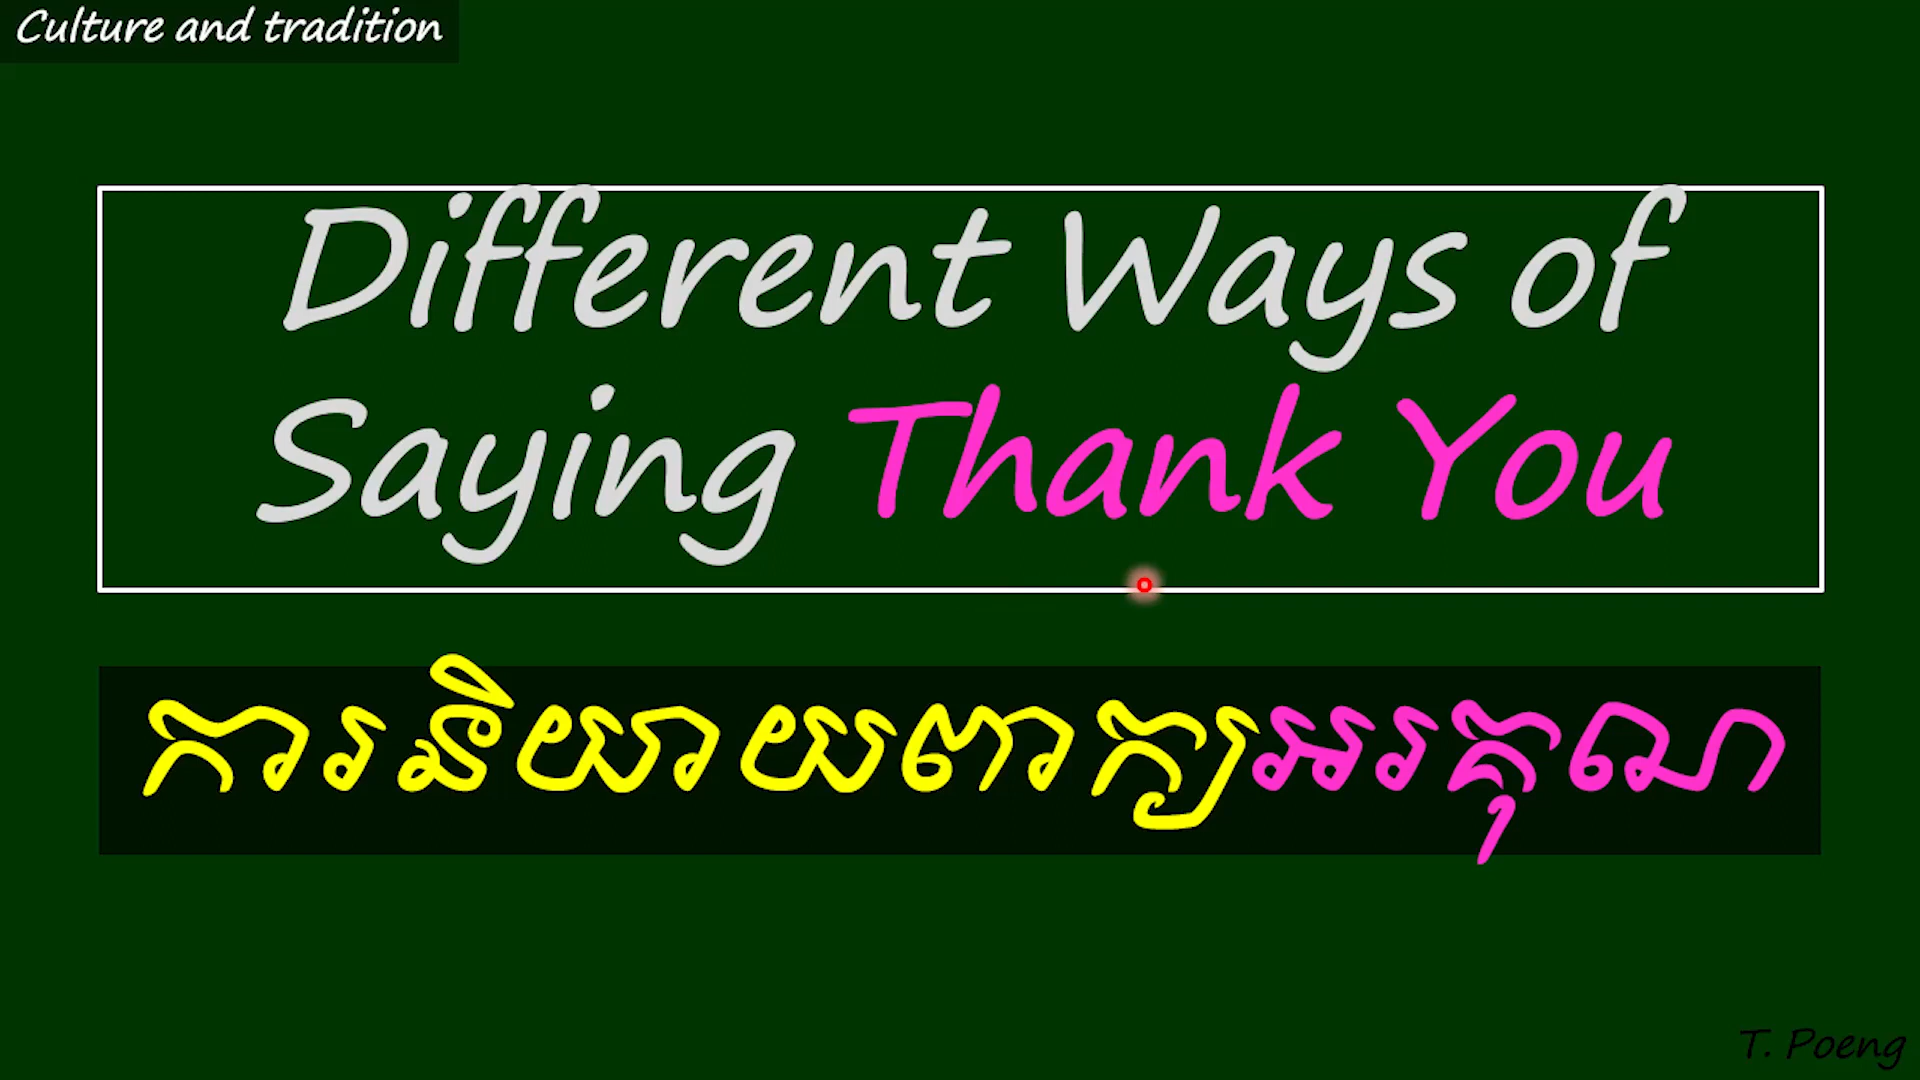 Culture and tradition
Different Ways of
Saying Thank You
ការនិយាយពាក្យអរគុណ
T. Poeng